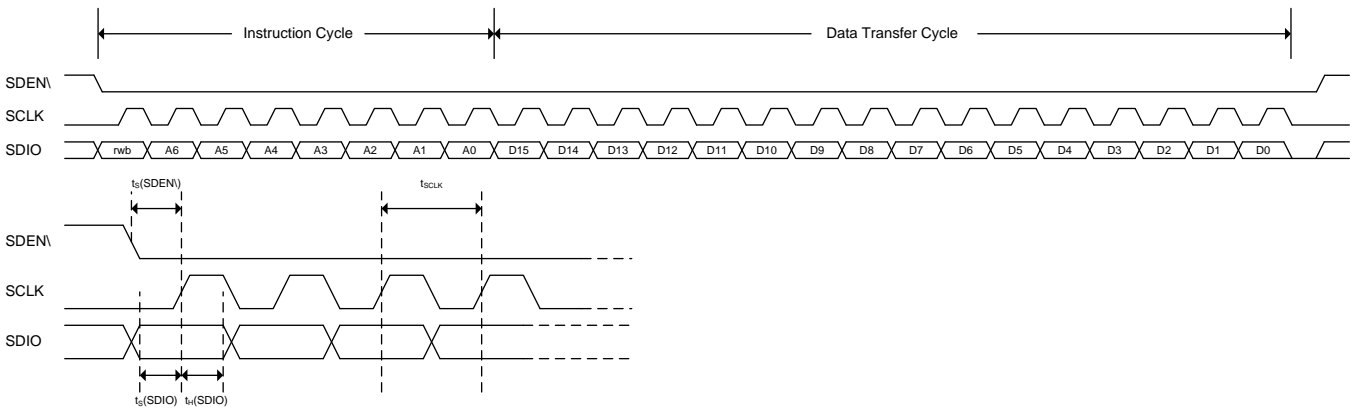 Instruction Cycle Data Transfer Cycle
SDEN\
SCLK
SDIO rwb A6 A5 A4 A3 A2 A1 A0 D15 D14 D13 D12 D11 D10 D9 D8 D7 D6 D5 D4 D3 D2 D1 D0
tS(SDEN\) tSCLK
SDEN\
SCLK
SDIO
tS(SDIO) tH(SDIO)